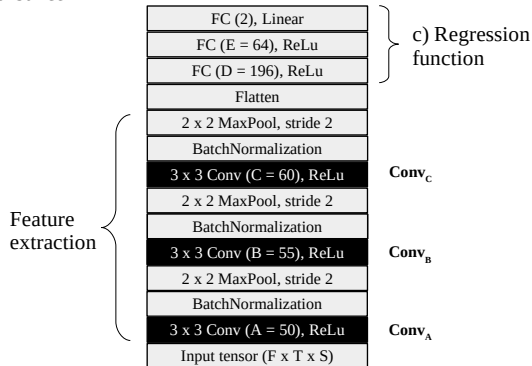 FC (2), Linear
FC (E = 64), ReLu
FC (D = 196), ReLu
c) Regression
function
Flatten
2 x 2 MaxPool, stride 2
BatchNormalization
3 x 3 Conv (C = 60), ReLu
Conv_C
2 x 2 MaxPool, stride 2
Feature
extraction
BatchNormalization
3 x 3 Conv (B = 55), ReLu
Conv_B
2 x 2 MaxPool, stride 2
BatchNormalization
3 x 3 Conv (A = 50), ReLu
Conv_A
Input tensor (F x T x S)